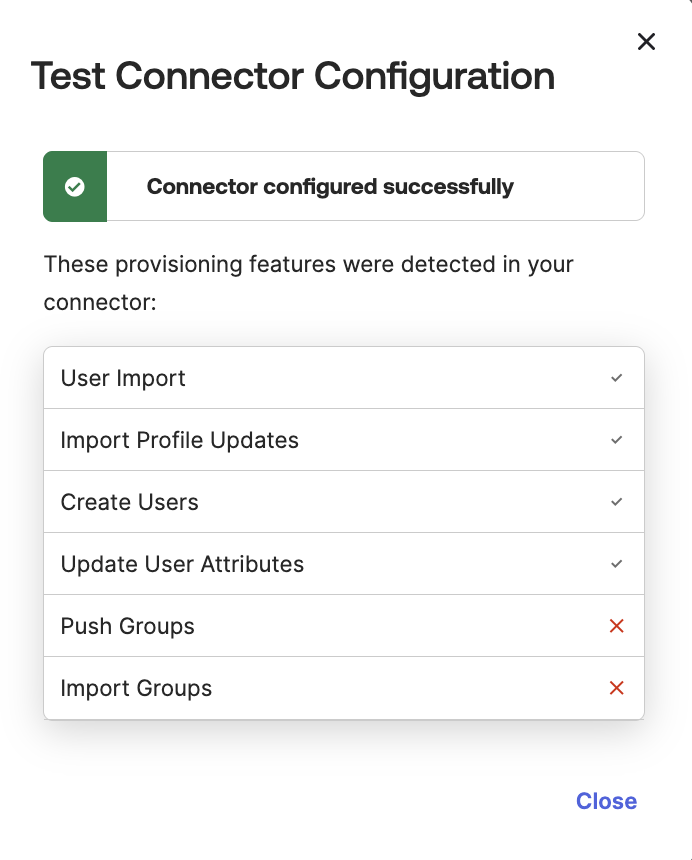 Test Connector Configuration
Connector configured successfully
These provisioning features were detected in your
connector:
User Import
Import Profile Updates
Create Users
Update User Attributes
Push Groups
Import Groups
Close